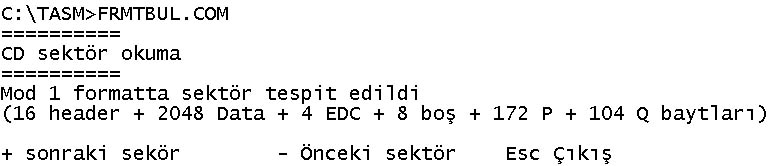 C:\TASM>FRMTBUL.COM
==========
CD sektör okuma
==========
Mod 1 formatta sektör tespit edildi
(16 header + 2048 Data + 4 EDC + 8 boş + 172 P + 104 Q baytları)
+ sonraki sekör - Önceki sektör Esc Çıkış